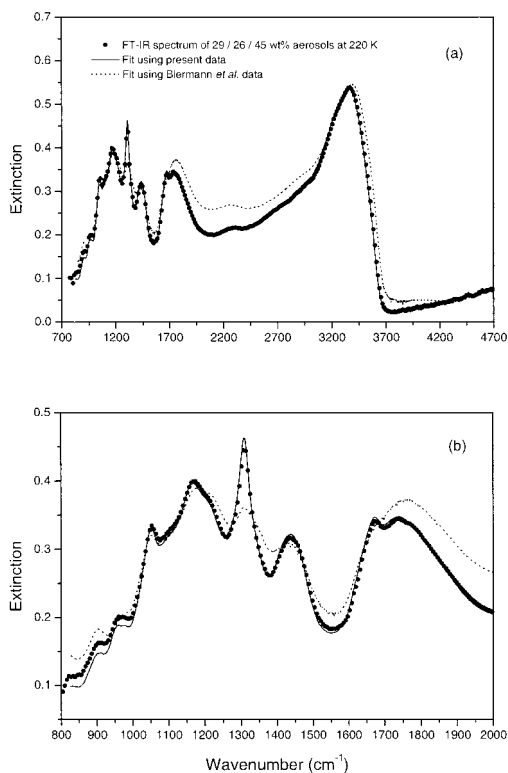 (a)
FT-IR spectrum of 29 / 26 / 45 wt% aerosols at 220 K
Fit using present data
Fit using Biermann et al. data
Extinction
0.7
0.6
0.5
0.4
0.3
0.2
0.1
0.0
700 1200 1700 2200 2700 3200 3700 4200 4700
(b)
Extinction
0.5
0.4
0.3
0.2
0.1
800 900 1000 1100 1200 1300 1400 1500 1600 1700 1800 1900 2000
Wavenumber (cm⁻¹)